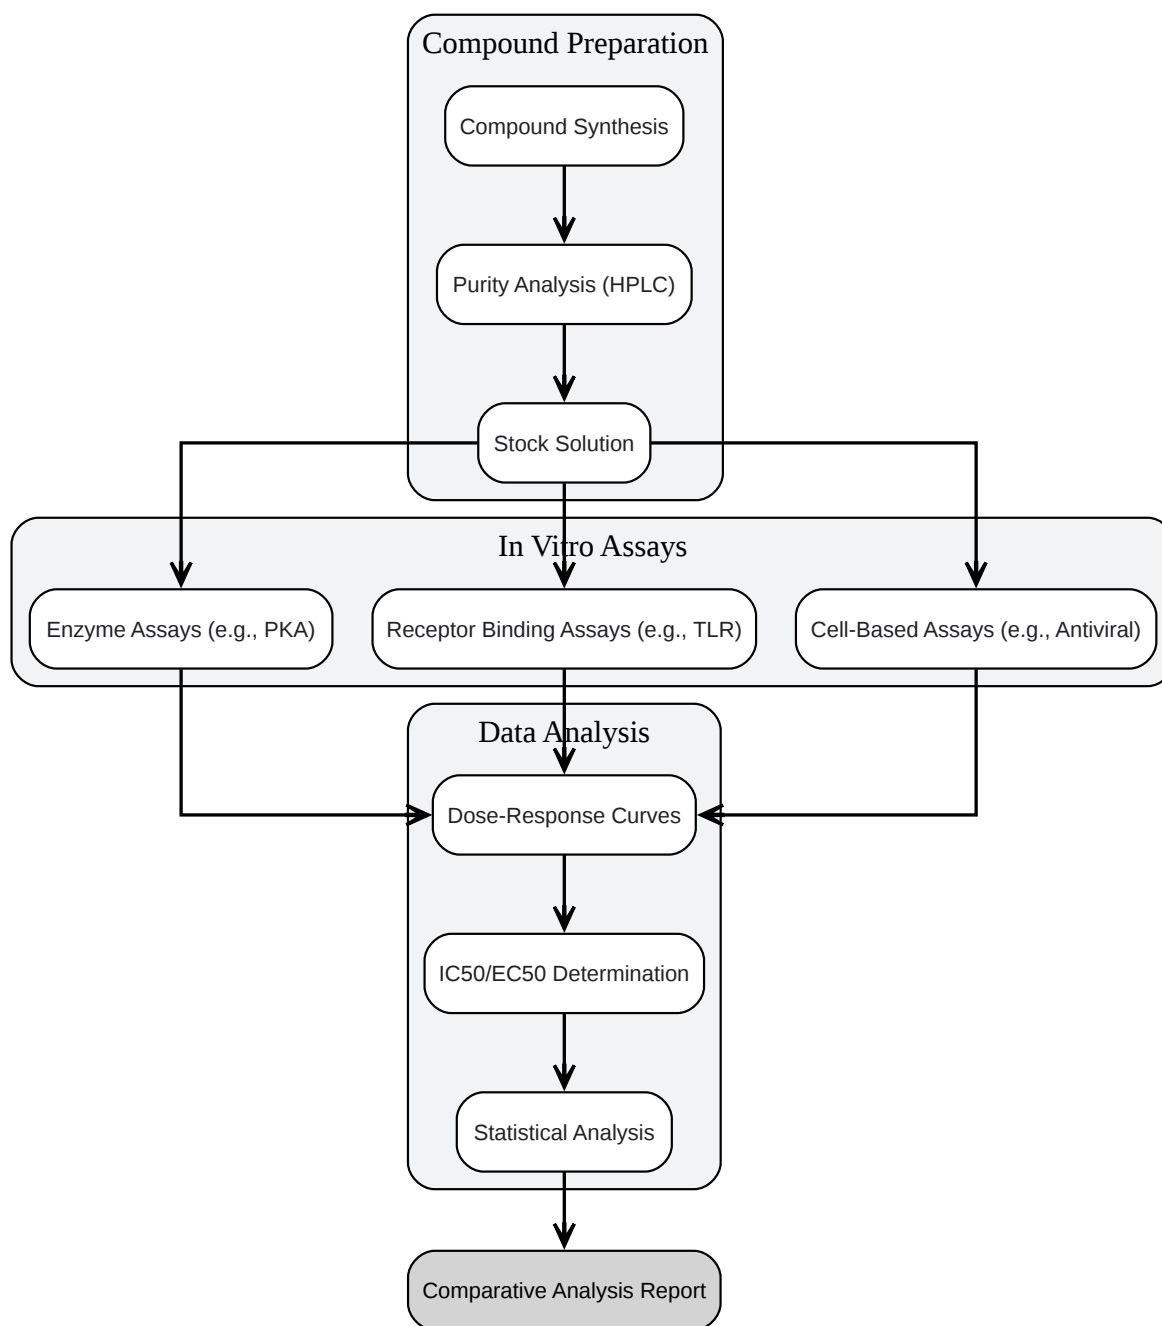 Compound Preparation
Compound Synthesis
Purity Analysis (HPLC)
Stock Solution
In Vitro Assays
Enzyme Assays (e.g., PKA)
Receptor Binding Assays (e.g., TLR)
Cell-Based Assays (e.g., Antiviral)
Data Analysis
Dose-Response Curves
IC50/EC50 Determination
Statistical Analysis
Comparative Analysis Report